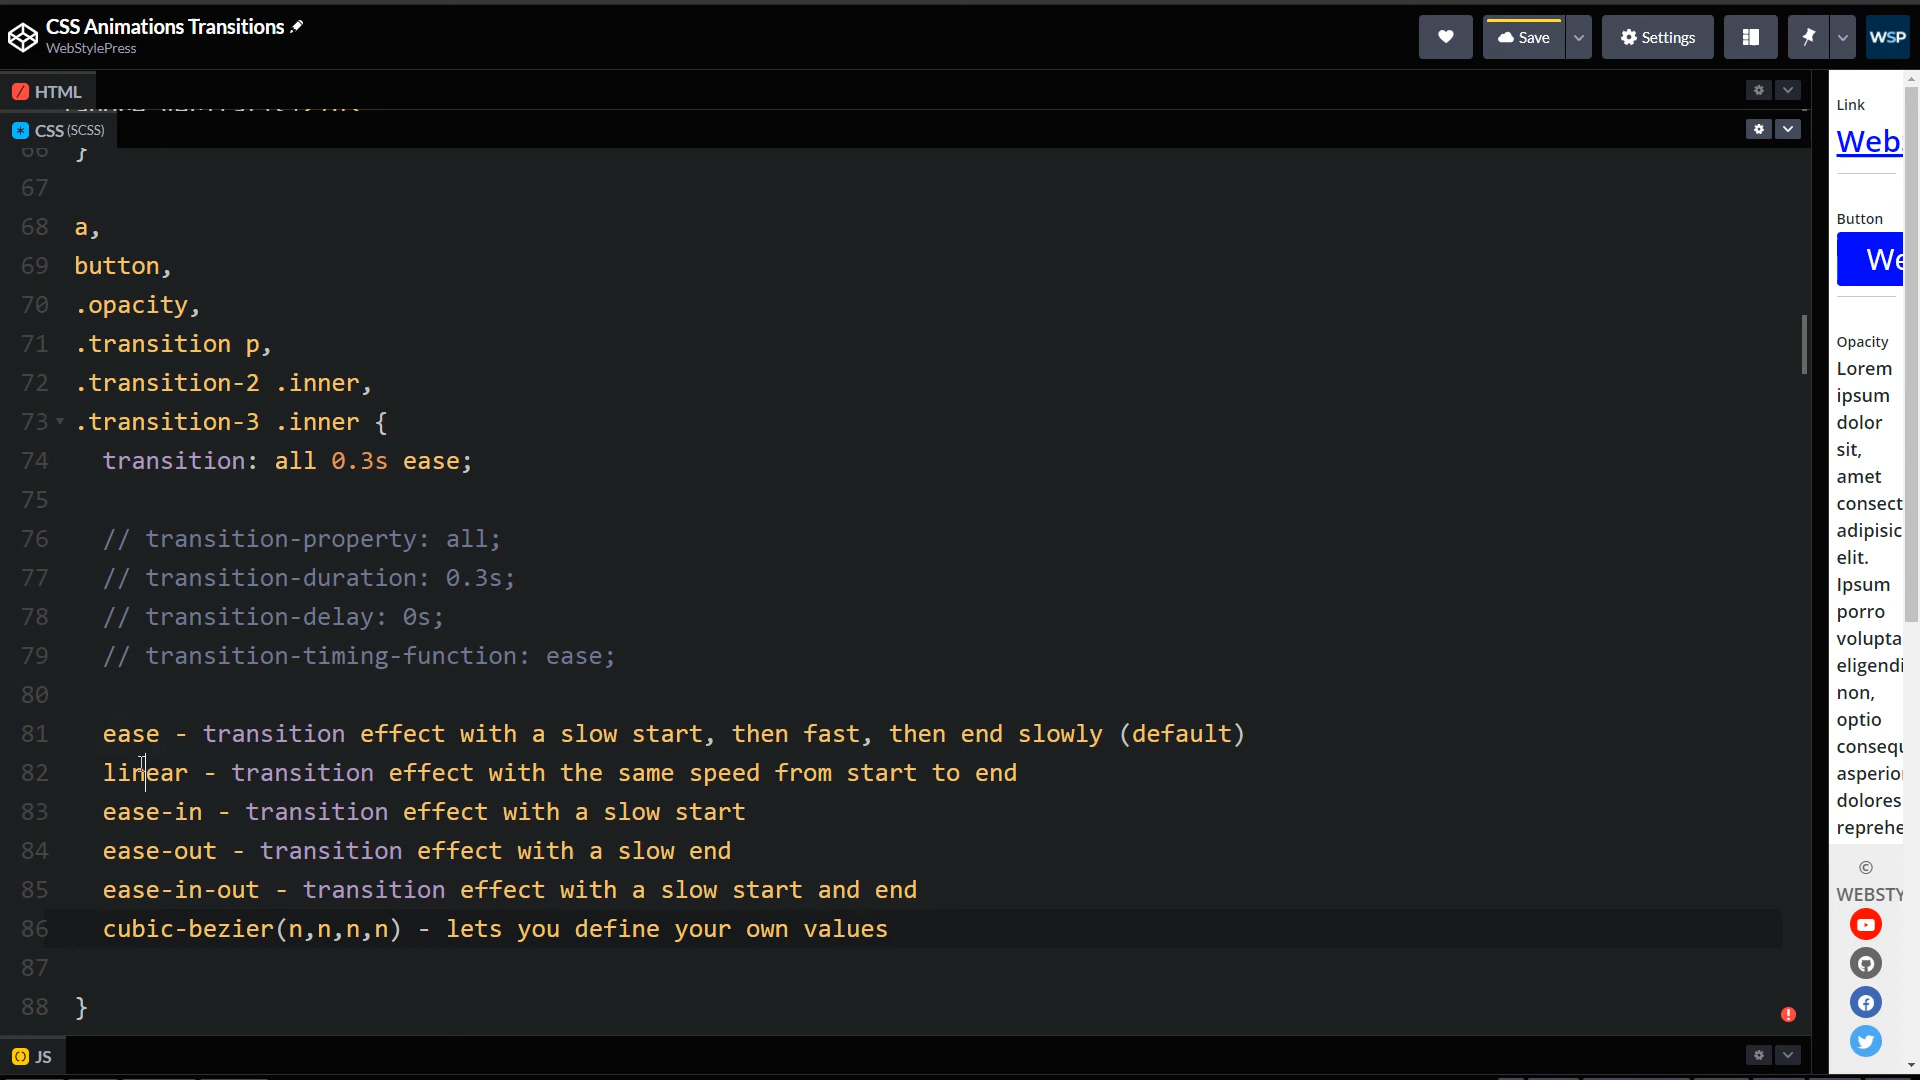 CSS Animations Transitions
WebStylePress
Save
Settings
WSP
HTML
CSS (SCSS)
66 }
67
68 a,
69 button,
70 .opacity,
71 .transition p,
72 .transition-2 .inner,
73 .transition-3 .inner {
74 transition: all 0.3s ease;
75
76 // transition-property: all;
77 // transition-duration: 0.3s;
78 // transition-delay: 0s;
79 // transition-timing-function: ease;
80
81 ease - transition effect with a slow start, then fast, then end slowly (default)
82 linear - transition effect with the same speed from start to end
83 ease-in - transition effect with a slow start
84 ease-out - transition effect with a slow end
85 ease-in-out - transition effect with a slow start and end
86 cubic-bezier(n,n,n,n) - lets you define your own values
87
88 }
JS
Link
Web
Button
We
Opacity
Lorem
ipsum
dolor
sit,
amet
consect
adipisic
elit.
Ipsum
porro
volupta
eligendi
non,
optio
consequ
asperio
dolores
reprehe
©
WEBSTY